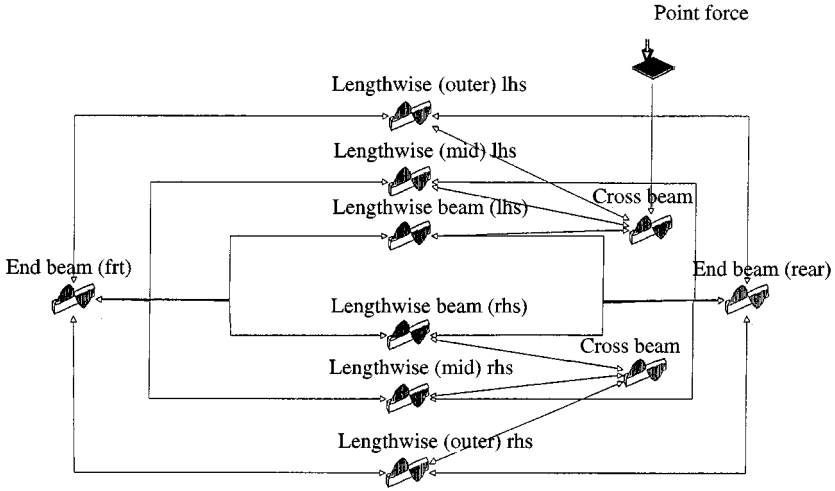 Point force
Lengthwise (outer) lhs
Lengthwise (mid) lhs
Cross beam
Lengthwise beam (lhs)
End beam (frt)
End beam (rear)
Lengthwise beam (rhs)
Cross beam
Lengthwise (mid) rhs
Lengthwise (outer) rhs